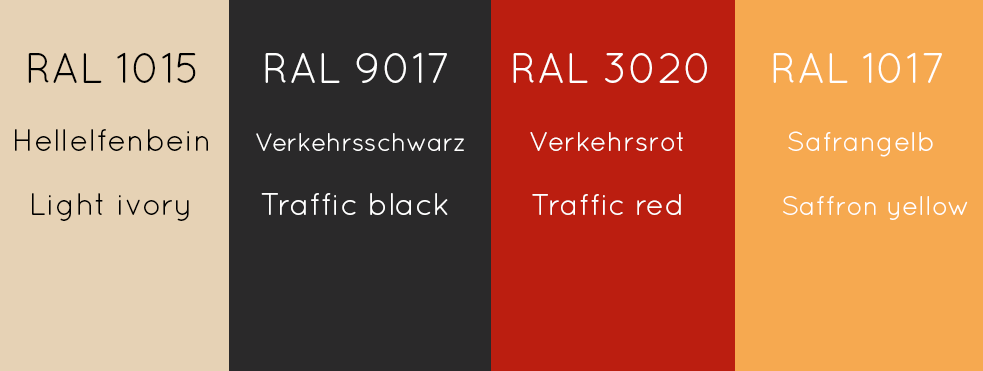 RAL 1015
Hellelfenbein
Light ivory
RAL 9017
Verkehrsschwarz
Traffic black
RAL 3020
Verkehrsrot
Traffic red
RAL 1017
Safrangelb
Saffron yellow